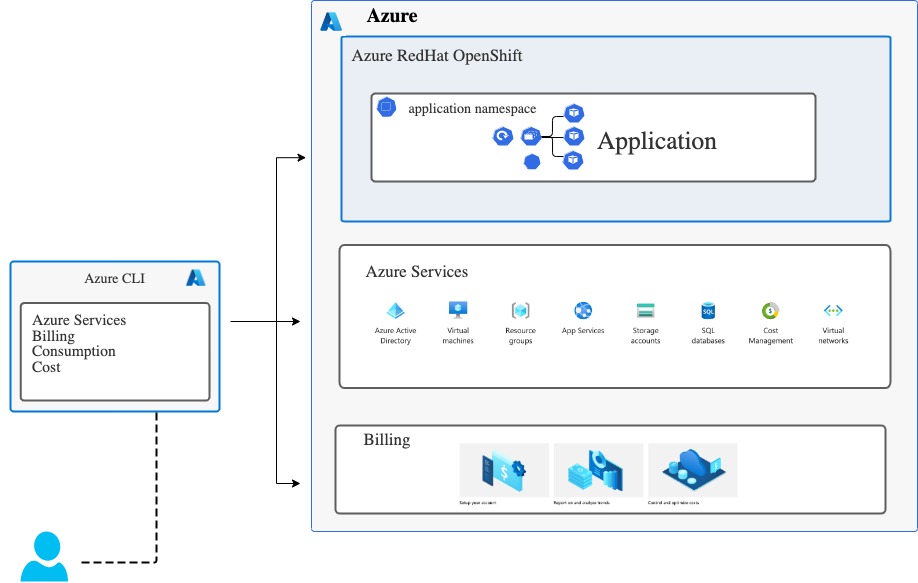 Azure
Azure RedHat OpenShift
application namespace
Application
Azure CLI
Azure Services
Billing
Consumption
Cost
Azure Services
Azure Active
Directory
Virtual
machines
Resource
groups
App Services
Storage
accounts
SQL
SQL
databases
$
Cost
Management
Virtual
networks
Billing
$
Setup your account
Report on and analyze trends
Control and optimize costs